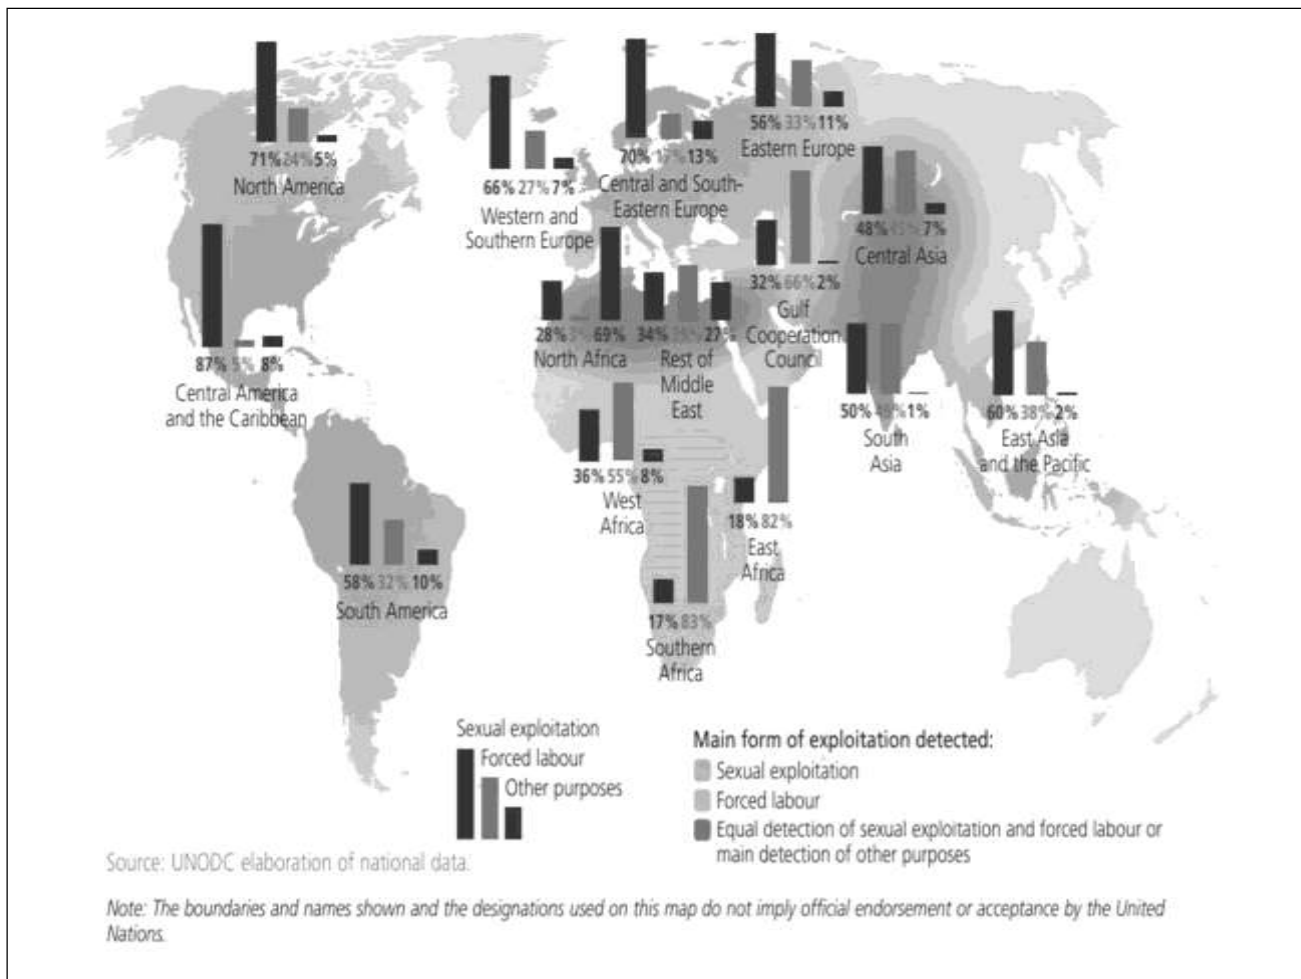 71% 24% 5%
North America
66% 27% 7%
Western and
Southern Europe
70% 17% 13%
Central and South-
Eastern Europe
56% 33% 11%
Eastern Europe
48% 45% 7%
Central Asia
87% 5% 8%
Central America
and the Caribbean
28% 3% 69%
North Africa
34% 27%
Rest of
Middle
East
32% 66% 2%
Gulf
Cooperation
Council
50% 49% 1%
South
Asia
60% 38% 2%
East Asia
and the Pacific
36% 55% 8%
West
Africa
18% 82%
East
Africa
58% 32% 10%
South America
17% 83%
Southern
Africa
Sexual exploitation
Forced labour
Other purposes
Main form of exploitation detected:
Sexual exploitation
Forced labour
Equal detection of sexual exploitation and forced labour or
main detection of other purposes
Source: UNODC elaboration of national data.
Note: The boundaries and names shown and the designations used on this map do not imply official endorsement or acceptance by the United
Nations.